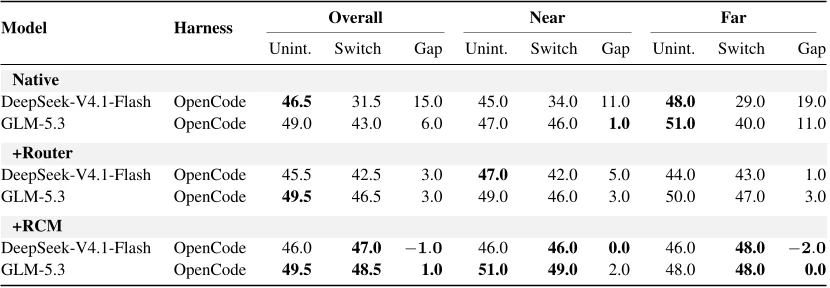 Model Harness Overall Near Far
Unint. Switch Gap Unint. Switch Gap Unint. Switch Gap
Native
DeepSeek-V4.1-Flash OpenCode 46.5 31.5 15.0 45.0 34.0 11.0 48.0 29.0 19.0
GLM-5.3 OpenCode 49.0 43.0 6.0 47.0 46.0 1.0 51.0 40.0 11.0
+Router
DeepSeek-V4.1-Flash OpenCode 45.5 42.5 3.0 47.0 42.0 5.0 44.0 43.0 1.0
GLM-5.3 OpenCode 49.5 46.5 3.0 49.0 46.0 3.0 50.0 47.0 3.0
+RCM
DeepSeek-V4.1-Flash OpenCode 46.0 47.0 −1.0 46.0 46.0 0.0 46.0 48.0 −2.0
GLM-5.3 OpenCode 49.5 48.5 1.0 51.0 49.0 2.0 48.0 48.0 0.0